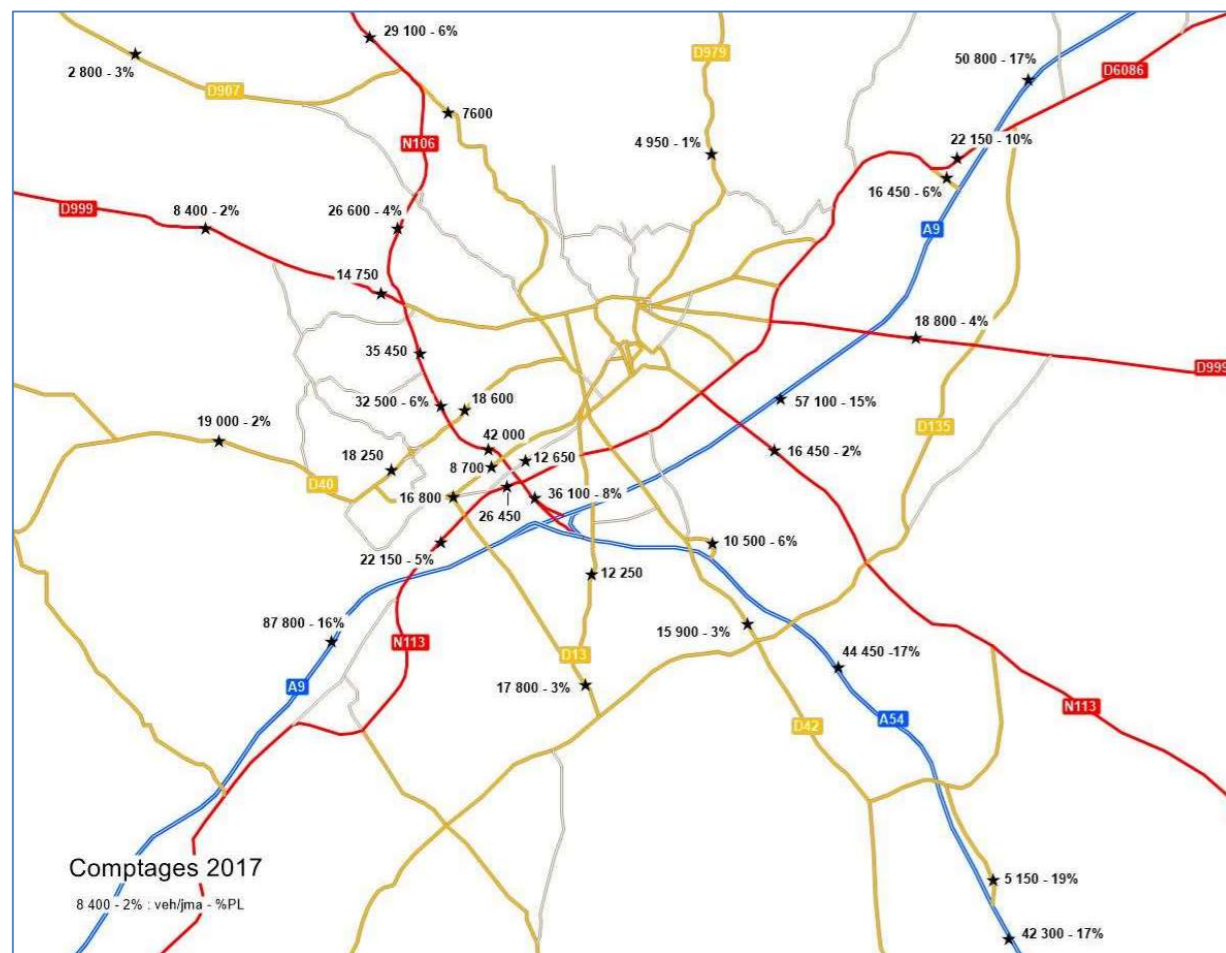 29 100 - 6%
D979
50 800 - 17%
2 800 - 3%
D6086
D907
7600
N106
4 950 - 1%
22 150 - 10%
16 450 - 6%
D999
8 400 - 2%
26 600 - 4%
A9
14 750
18 800 - 4%
35 450
D999
32 500 - 6%
18 600
57 100 - 15%
19 000 - 2%
D135
42 000
16 450 - 2%
18 250
8 700
12 650
D40
16 800
36 100 - 8%
26 450
22 150 - 5%
10 500 - 6%
12 250
87 800 - 16%
15 900 - 3%
N113
D13
44 450 -17%
A9
17 800 - 3%
N113
A54
D42
Comptages 2017
5 150 - 19%
8 400 - 2% : veh/jma - %PL
42 300 - 17%